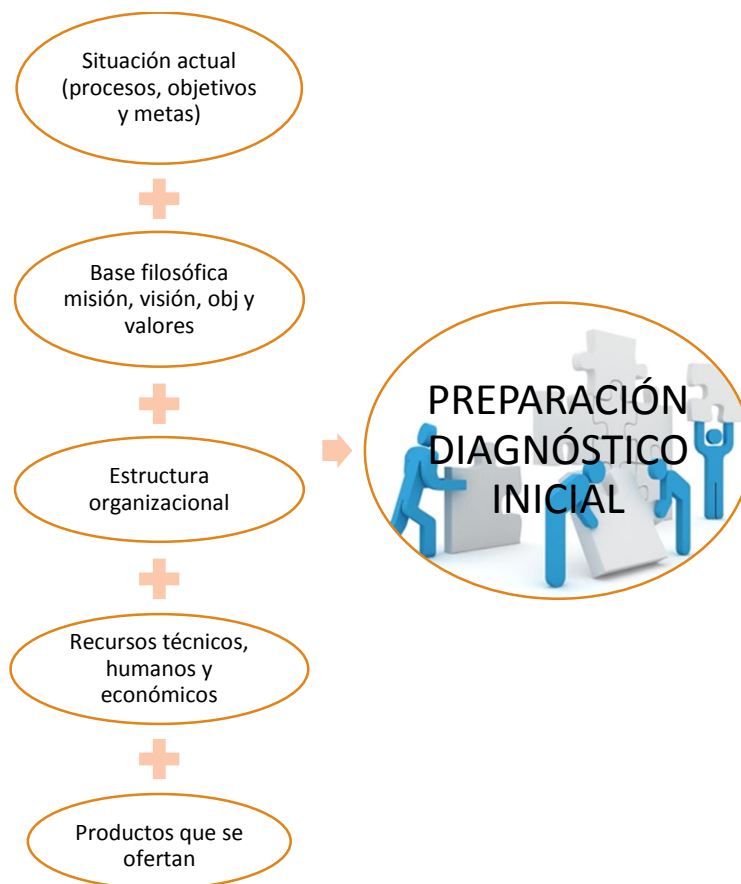 Situación actual
(procesos, objetivos
y metas)
Base filosófica
misión, visión, obj y
valores
Estructura
organizacional
Recursos técnicos,
humanos y
económicos
Productos que se
ofertan
PREPARACIÓN
DIAGNÓSTICO
INICIAL